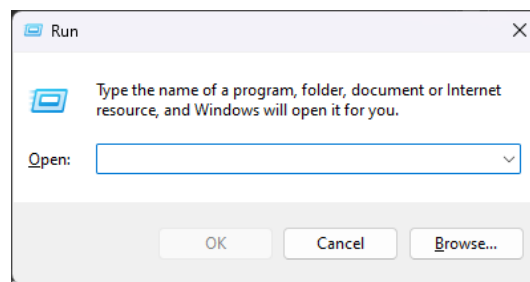 Run
Type the name of a program, folder, document or Internet
resource, and Windows will open it for you.
Open:
OK
Cancel
Browse...